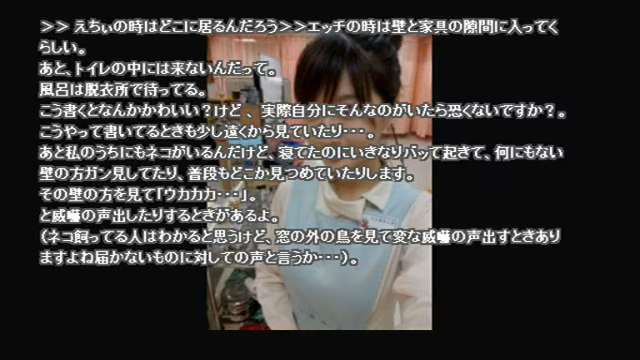 ＞＞ えちぃの時はどこに居るんだろう＞＞エッチの時は壁と家具の隙間に入ってく
らしい。
あと、トイレの中には来ないんだって。
風呂は脱衣所で待ってる。
こう書くとなんかかわいい？けど 、 実際自分にそんなのがいたら恐くないですか？。
こうやって書いてるときも少し遠くから見ていたり・・・。
あと私のうちにもネコがいるんだけど、寝てたのにいきなりバッて起きて、何にもない
壁の方ガン見してたり、普段もどこか見つめていたりします。
その壁の方を見て「ウカカカ・・・」。
と威嚇の声出したりするときがあるよ。
（ネコ飼ってる人はわかると思うけど、窓の外の鳥を見て変な威嚇の声出すときあり
ますよね届かないものに対しての声と言うか・・・）。